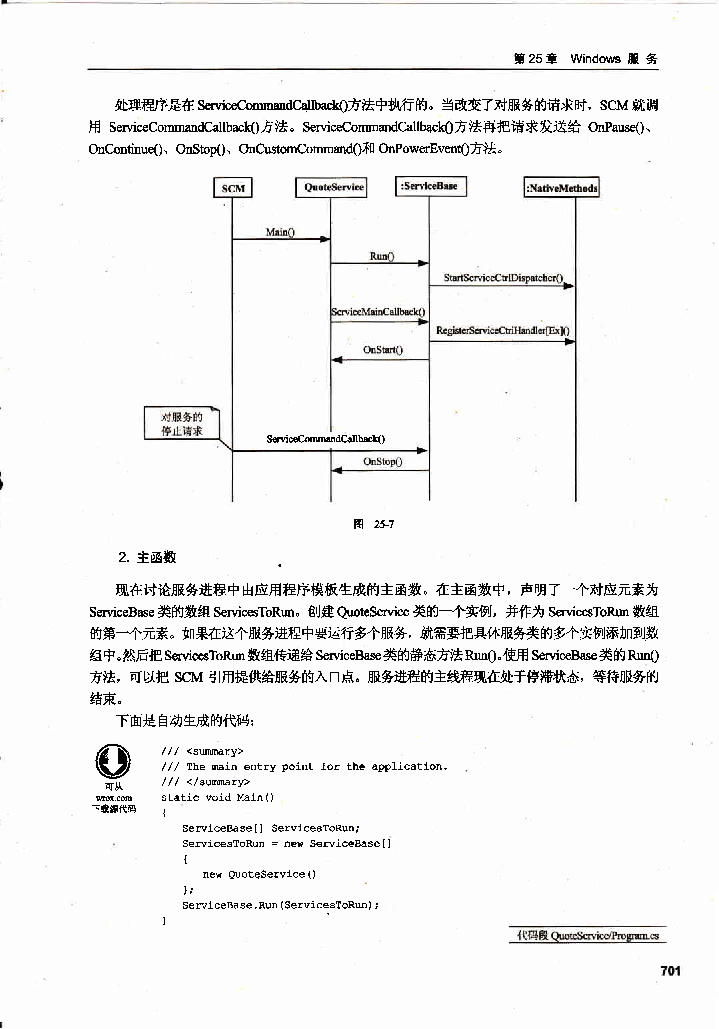 第25章 Windows 服 务
处理程序是在 ServiceCommandCallback()方法中执行的。当改变了对服务的请求时，SCM 就调
用 ServiceCommandCallback()方法。ServiceCommandCallback()方法再把请求发送给 OnPause()、
OnContinue()、OnStop()、OnCustomCommand()和 OnPowerEvent()方法。
SCM QuoteService :ServiceBase :NativeMethods
Main()
Run()
StartServiceCtrlDispatcher()
ServiceMainCallback()
RegisterServiceCtrlHandler[Ex]()
OnStart()
对服务的
停止请求
ServiceCommandCallback()
OnStop()
图 25-7
2. 主函数
现在讨论服务进程中由应用程序模板生成的主函数。在主函数中，声明了一个对应元素为
ServiceBase 类的数组 ServicesToRun。创建 QuoteService 类的一个实例，并作为 ServicesToRun 数组
的第一个元素。如果在这个服务进程中要运行多个服务，就需要把具体服务类的多个实例添加到数
组中。然后把 ServicesToRun 数组传递给 ServiceBase 类的静态方法 Run()。使用 ServiceBase 类的 Run()
方法，可以把 SCM 引用提供给服务的入口点。服务进程的主线程现在处于停滞状态，等待服务的
结束。
下面是自动生成的代码：
可从
wrox.com
下载源代码
/// <summary>
/// The main entry point for the application.
/// </summary>
static void Main()
{
ServiceBase[] ServicesToRun;
ServicesToRun = new ServiceBase[]
{
new QuoteService()
};
ServiceBase.Run(ServicesToRun);
}
代码段 QuoteService/Program.cs
701